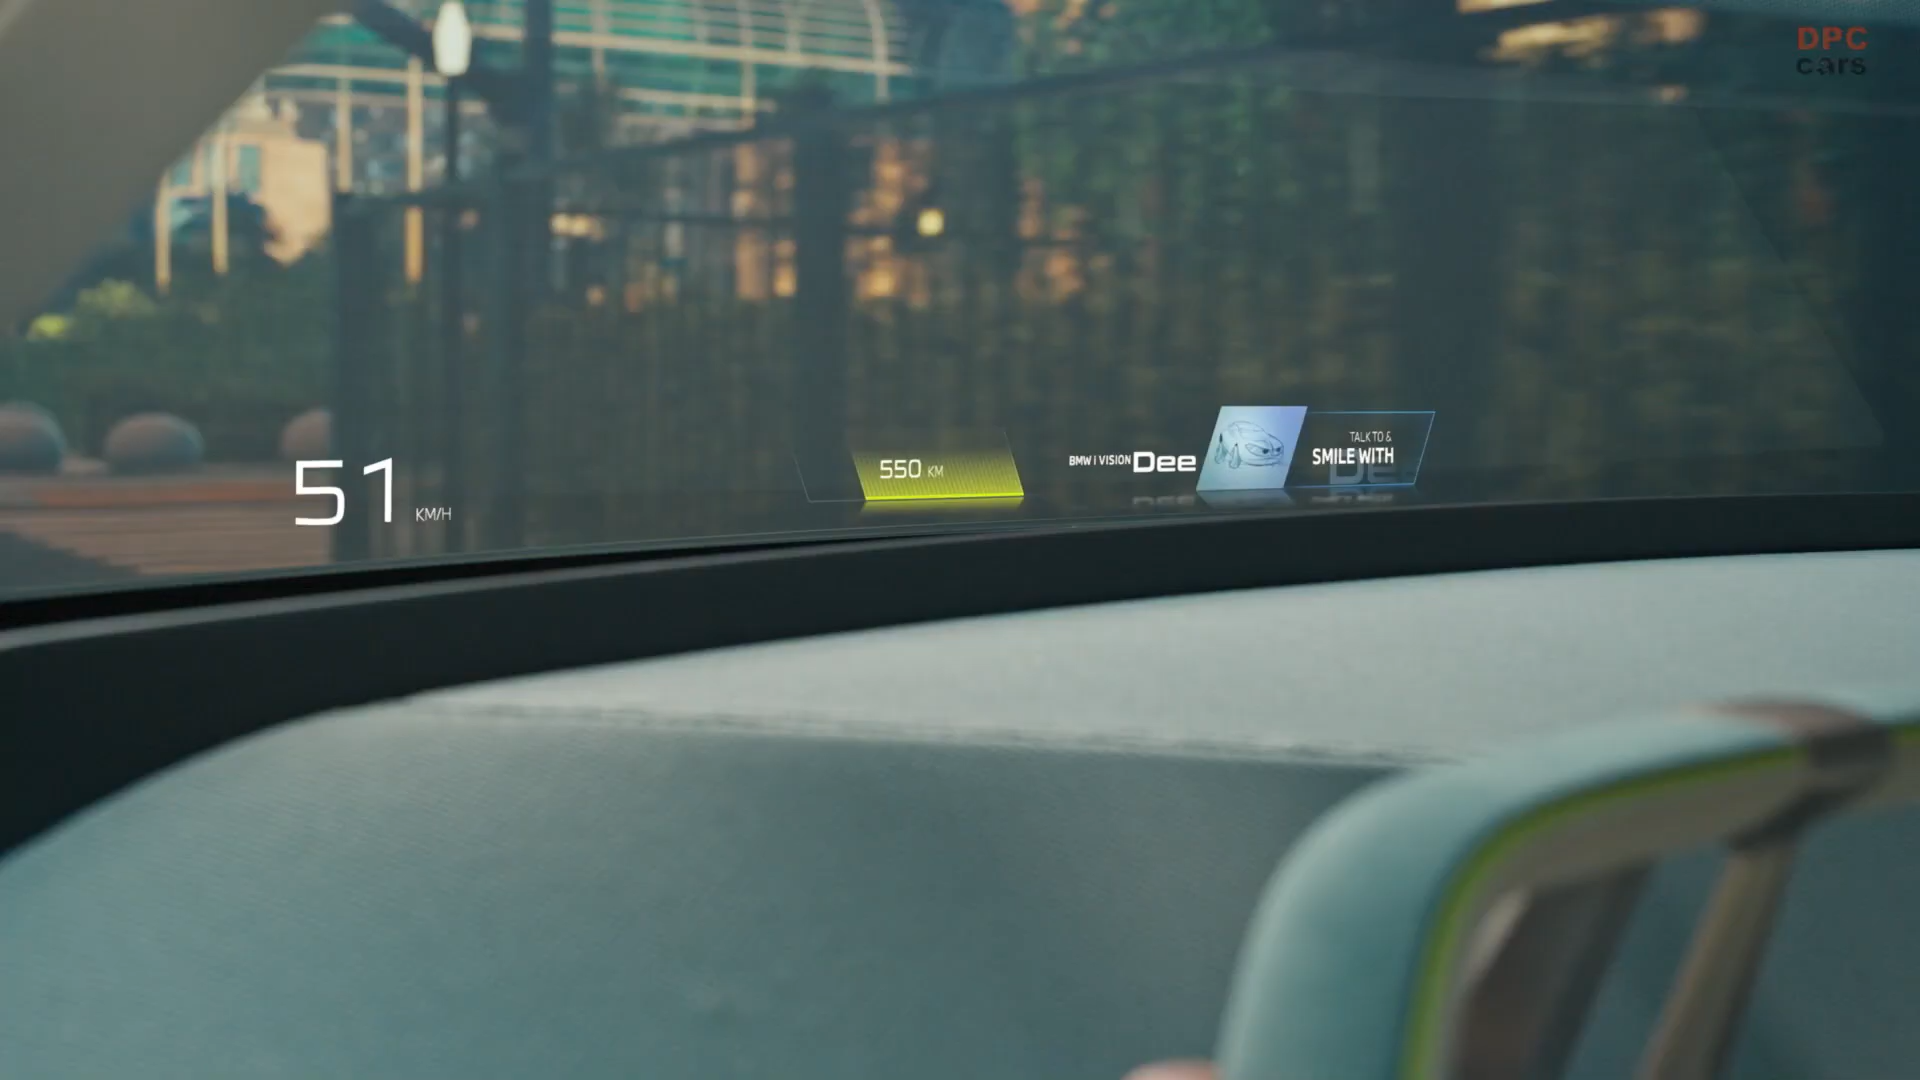 DPC
cars
51 KM/H
550 KM
BMW i VISION Dee
TALK TO &
SMILE WITH